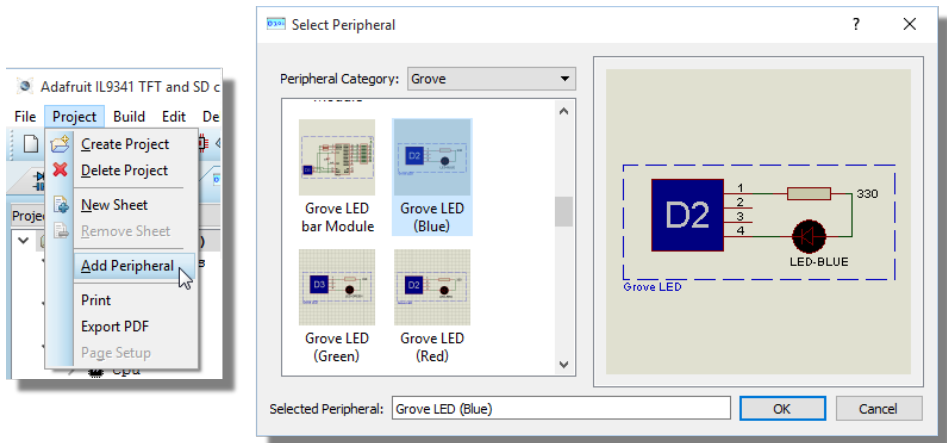 Adafruit IL9341 TFT and SD c
File Project Build Edit De
Create Project
Delete Project
New Sheet
Remove Sheet
Add Peripheral
Print
Export PDF
Page Setup
Select Peripheral
?
Peripheral Category: Grove
Grove LED
bar Module
Grove LED
(Blue)
Grove LED
(Green)
Grove LED
(Red)
D2
1
2
3
4
330
LED-BLUE
Grove LED
Selected Peripheral: Grove LED (Blue)
OK
Cancel